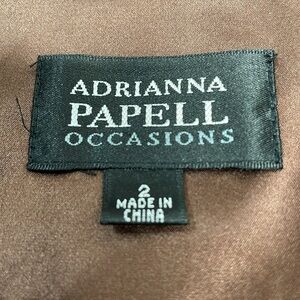 ADRIANNA
PAPELL
OCCASIONS
2
MADE IN
CHINA